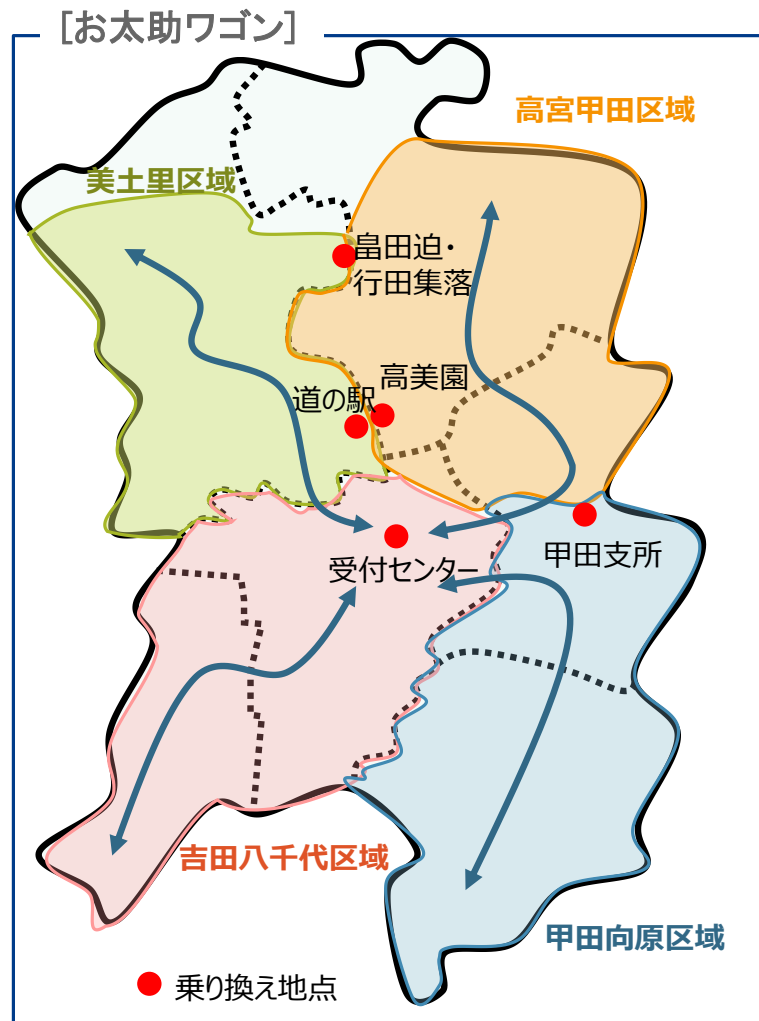 [お太助ワゴン]
高宮甲田区域
美土里区域
畠田迫・
行田集落
高美園
道の駅
受付センター
甲田支所
吉田八千代区域
甲田向原区域
乗り換え地点